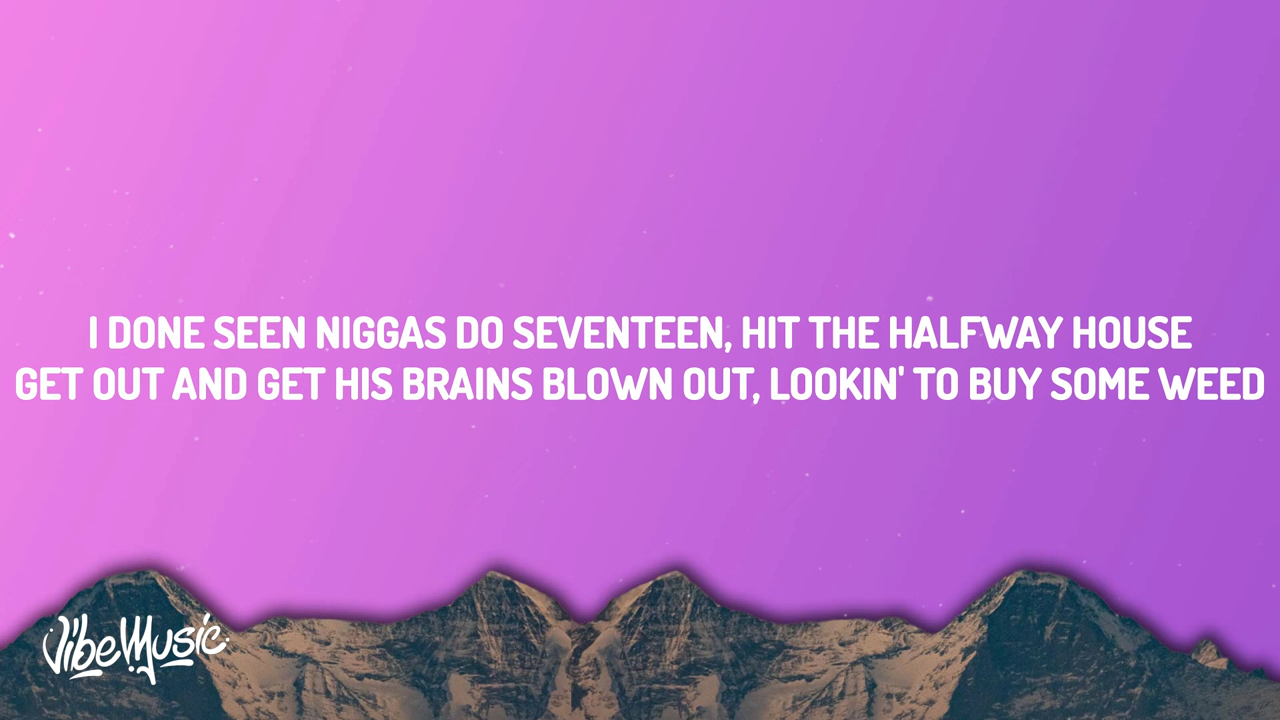 I DONE SEEN NIGGAS DO SEVENTEEN, HIT THE HALFWAY HOUSE
GET OUT AND GET HIS BRAINS BLOWN OUT, LOOKIN' TO BUY SOME WEED
VibeMusic